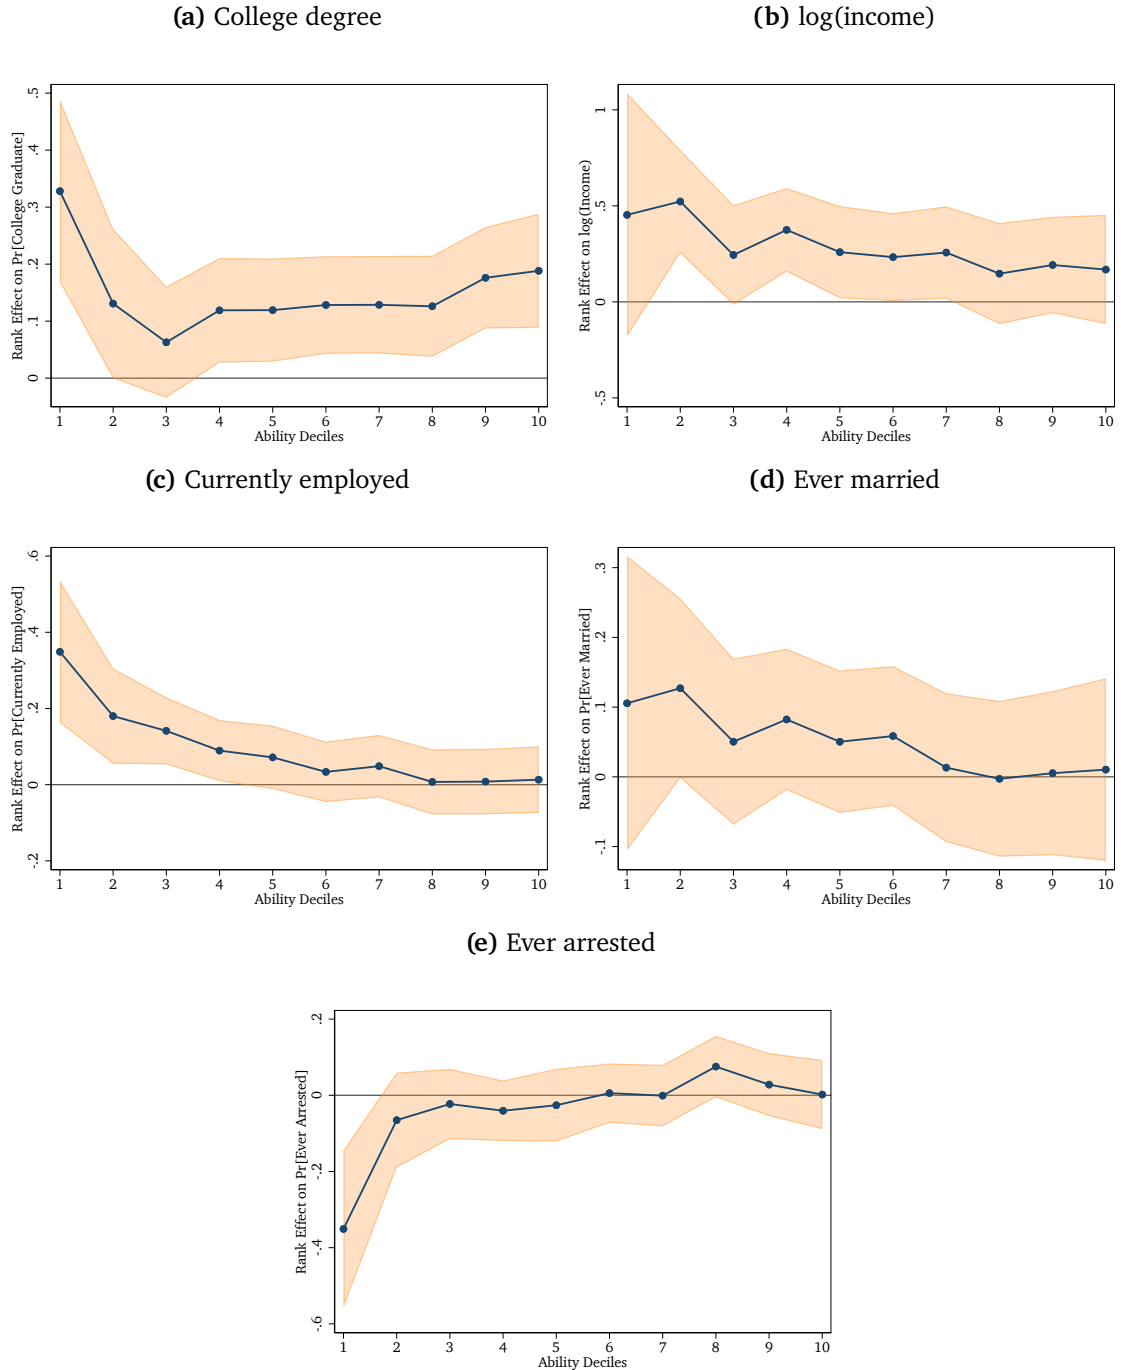 (a) College degree
Rank Effect on Pr[College Graduate]
.5
.4
.3
.2
.1
0
1 2 3 4 5 6 7 8 9 10
Ability Deciles
(b) log(income)
Rank Effect on log(Income)
1
.5
0
-.5
1 2 3 4 5 6 7 8 9 10
Ability Deciles
(c) Currently employed
Rank Effect on Pr[Currently Employed]
.6
.4
.2
0
-.2
1 2 3 4 5 6 7 8 9 10
Ability Deciles
(d) Ever married
Rank Effect on Pr[Ever Married]
.3
.2
.1
0
-.1
1 2 3 4 5 6 7 8 9 10
Ability Deciles
(e) Ever arrested
Rank Effect on Pr[Ever Arrested]
.2
0
-.2
-.4
-.6
1 2 3 4 5 6 7 8 9 10
Ability Deciles